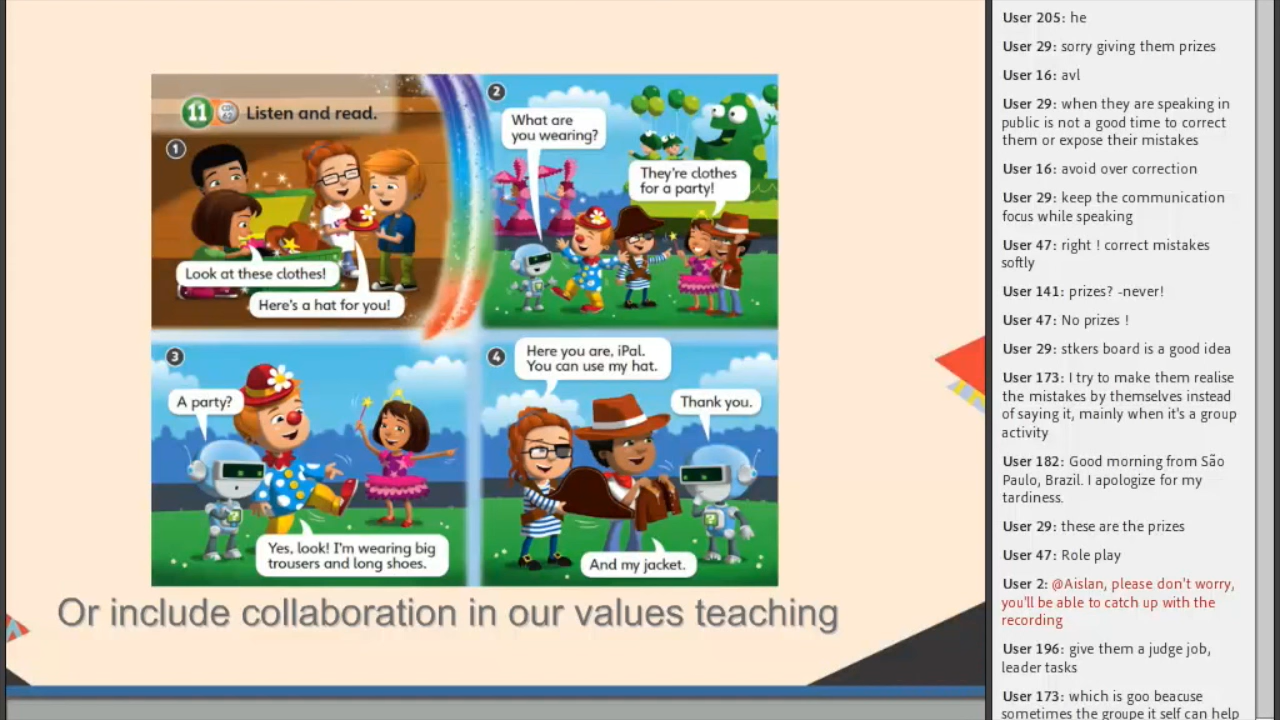 11 Listen and read.
1
Look at these clothes!
Here's a hat for you!
2
What are
you wearing?
They're clothes
for a party!
3
A party?
Yes, look! I'm wearing big
trousers and long shoes.
4
Here you are, iPal.
You can use my hat.
Thank you.
And my jacket.
Or include collaboration in our values teaching
User 205: he
User 29: sorry giving them prizes
User 16: avl
User 29: when they are speaking in
public is not a good time to correct
them or expose their mistakes
User 16: avoid over correction
User 29: keep the communication
focus while speaking
User 47: right ! correct mistakes
softly
User 141: prizes? -never!
User 47: No prizes !
User 29: stkers board is a good idea
User 173: I try to make them realise
the mistakes by themselves instead
of saying it, mainly when it's a group
activity
User 182: Good morning from São
Paulo, Brazil. I apologize for my
tardiness.
User 29: these are the prizes
User 47: Role play
User 2: @Aislan, please don't worry,
you'll be able to catch up with the
recording
User 196: give them a judge job,
leader tasks
User 173: which is goo beacuse
sometimes the groupe it self can help